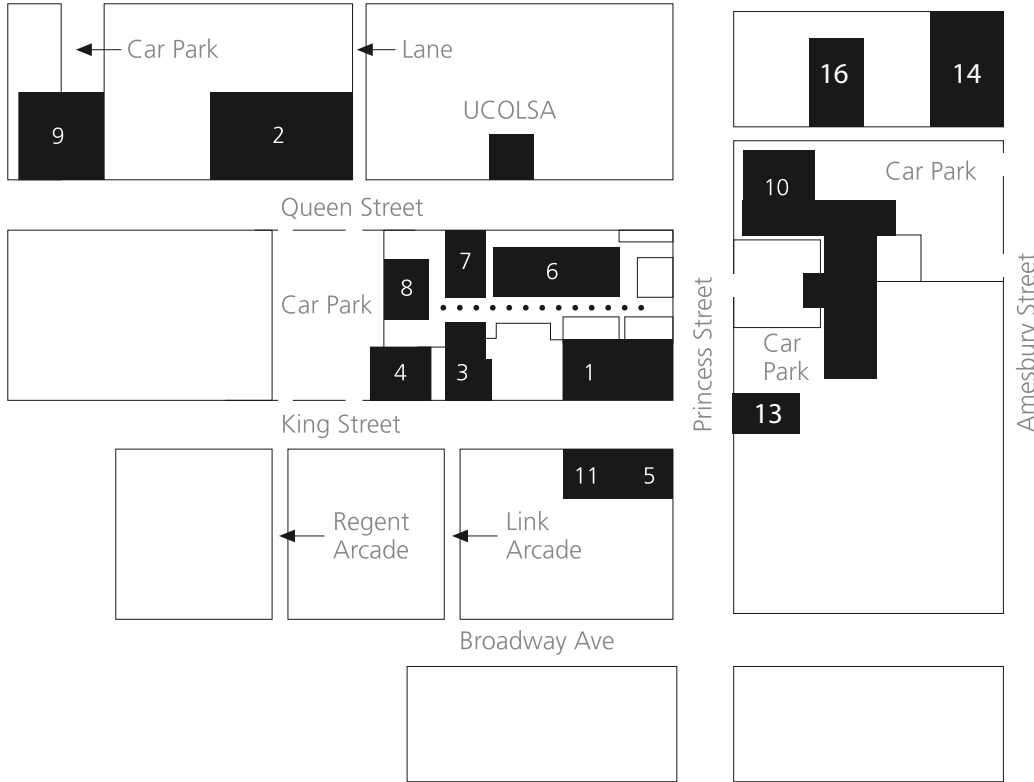 Car Park
Lane
16
14
UCOLSA
9
2
10
Car Park
Queen Street
7
6
8
Car Park
Princess Street
Amesbury Street
Car
Park
4
3
1
13
King Street
11
5
Regent
Arcade
Link
Arcade
Broadway Ave